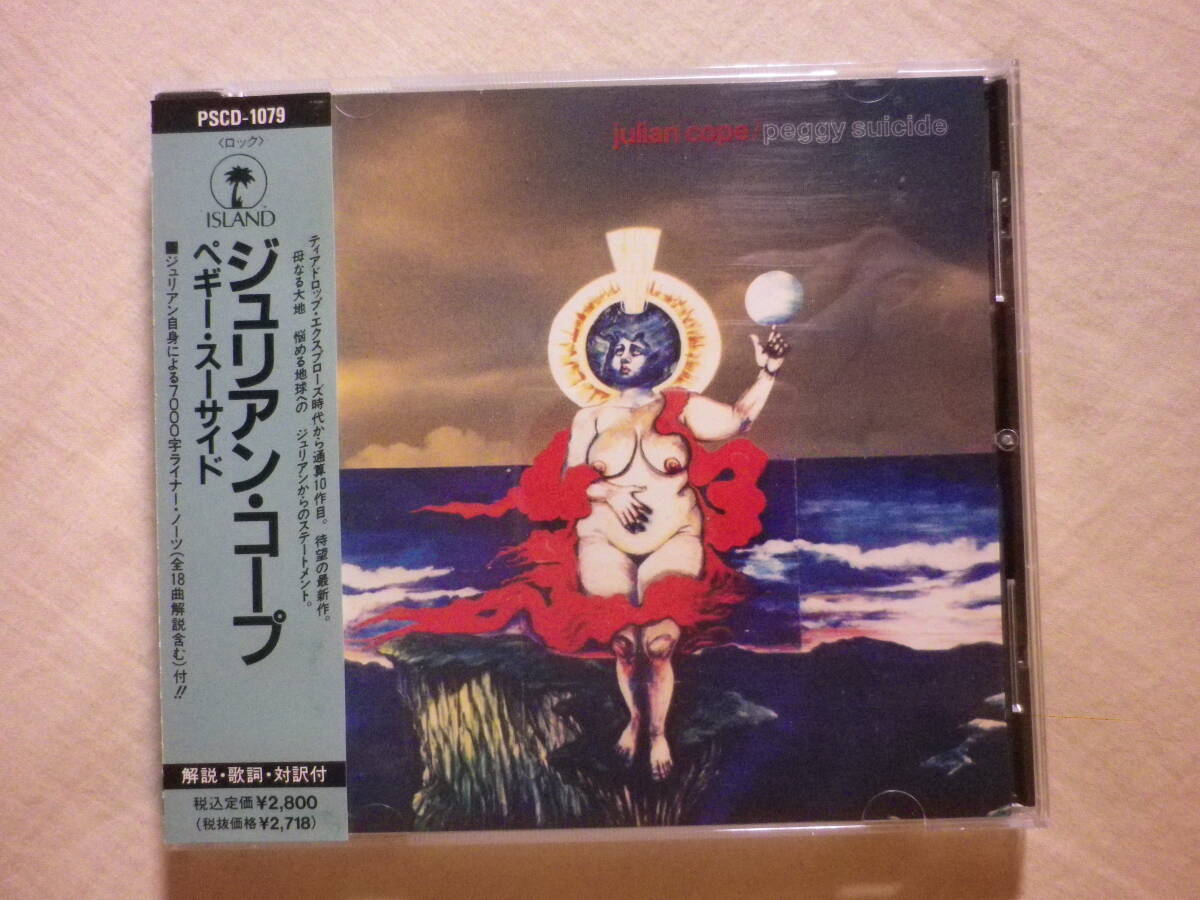 PSCD-1079
〈ロック〉
ISLAND
ティアドロップ・エクスプローズ時代から通算10作目。待望の最新作。
母なる大地 悩める地球への ジュリアンからのステートメント。
ジュリアン・コープ
ペギー・スーサイド
■ジュリアン自身による7000字ライナー・ノーツ(全18曲解説含む)付!!
解説・歌詞・対訳付
税込定価¥2,800
(税抜価格¥2,718)
julian cope/peggy suicide